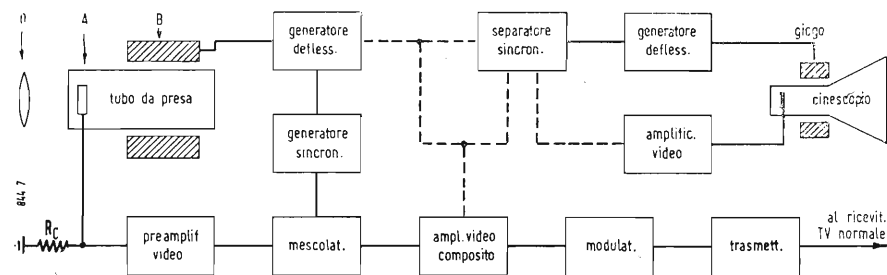 O
A
B
generatore
defless.
separatore
sincron.
generatore
defless.
giogo
tubo da presa
cinescopio
generatore
sincron.
amplific.
video
844 7
RC
preamplif
video
mescolat.
ampl. video
composito
modulat.
trasmett.
al ricevit.
TV normale